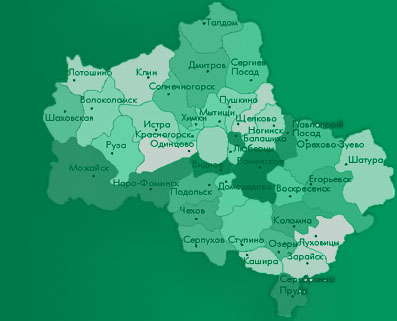 Талдом
Сергиев
Посад
Дмитров
Клин
Лотошино
Солнечногорск
Волоколамск
Пушкино
Шаховская
Мытищи
Щелково
Химки
Истра
Ногинск
Павловский
Посад
Красногорск
Балашиха
Орехово-Зуево
Одинцово
Люберцы
Руза
Шатура
Раменское
Можайск
Видное
Егорьевск
Наро-Фоминск
Домодедово
Подольск
Воскресенск
Чехов
Коломна
Серпухов
Ступино
Озеры
Луховицы
Кашира
Зарайск
Серебряные
Пруды